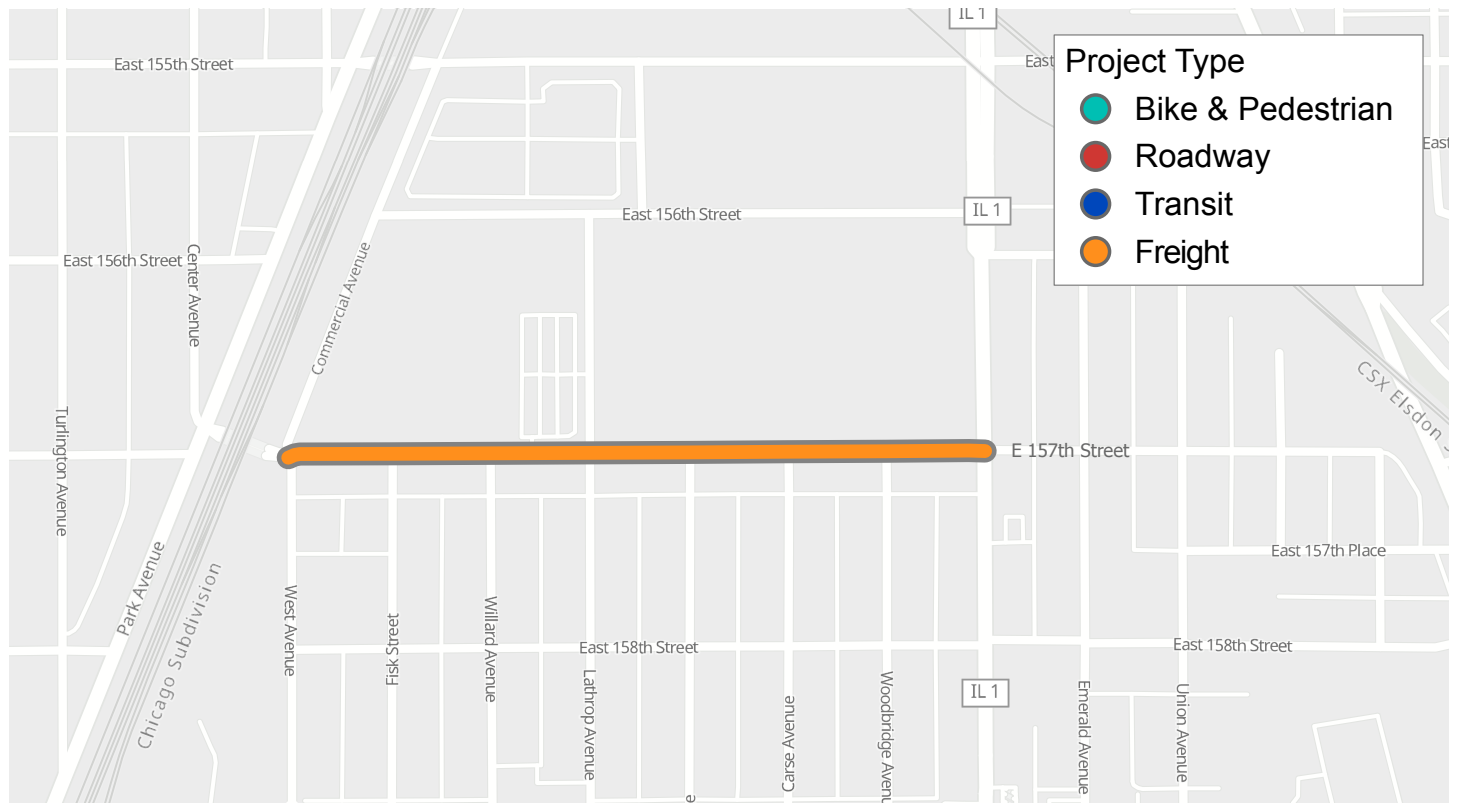 IL 1
East 155th Street
East
Project Type
Bike & Pedestrian
Roadway
Transit
Freight
East
East 156th Street
IL 1
East 156th Street
Center Avenue
Commercial Avenue
CSX Elsdon S
Turlington Avenue
E 157th Street
East 157th Place
Park Avenue
Chicago Subdivision
West Avenue
Fisk Street
Willard Avenue
East 158th Street
East 158th Street
Lathrop Avenue
Carse Avenue
Woodbridge Avenu
IL 1
Emerald Avenue
Union Avenue
e